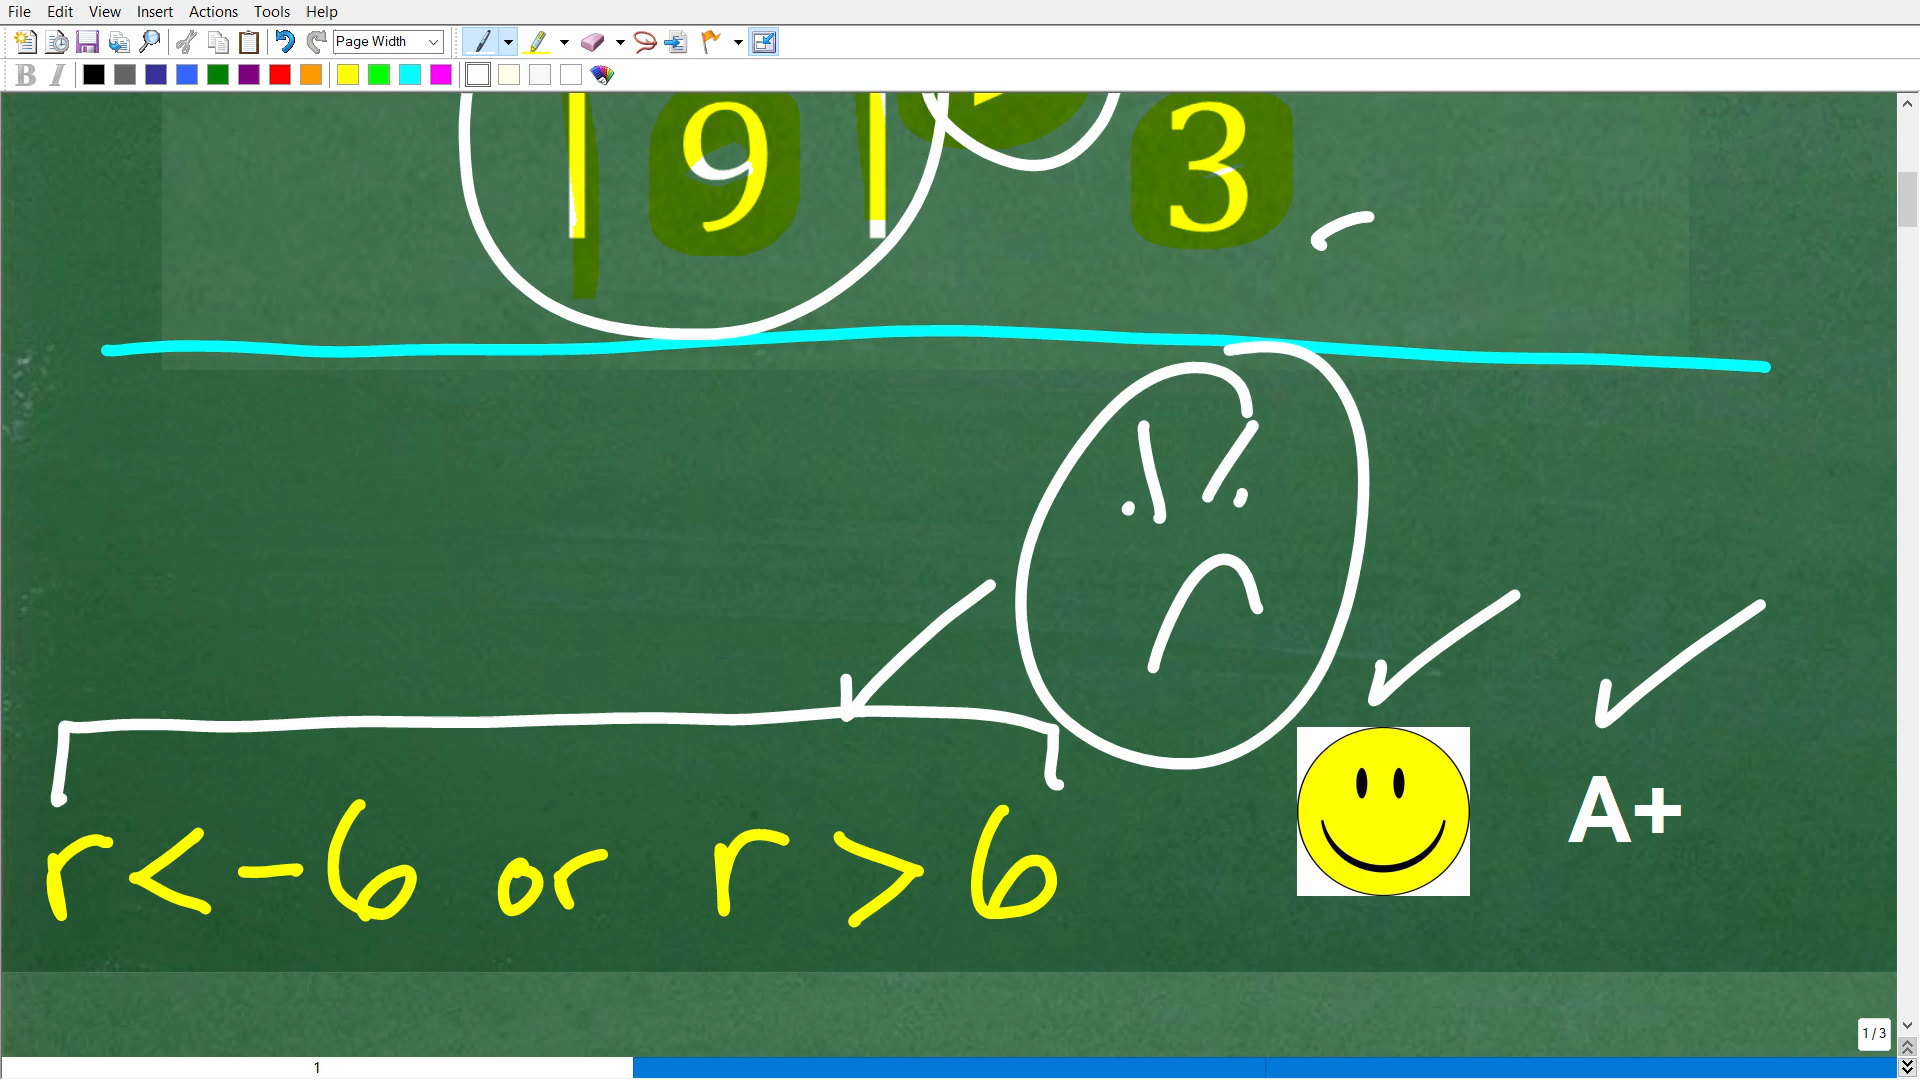 File Edit View Insert Actions Tools Help
Page Width
B I
| 9 | 3
r < -6 or r > 6
A+
1 / 3
1